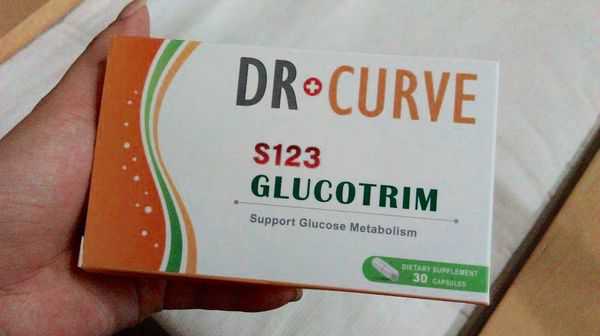 DR CURVE
S123
GLUCOTRIM
Support Glucose Metabolism
DIETARY SUPPLEMENT
30 CAPSULES